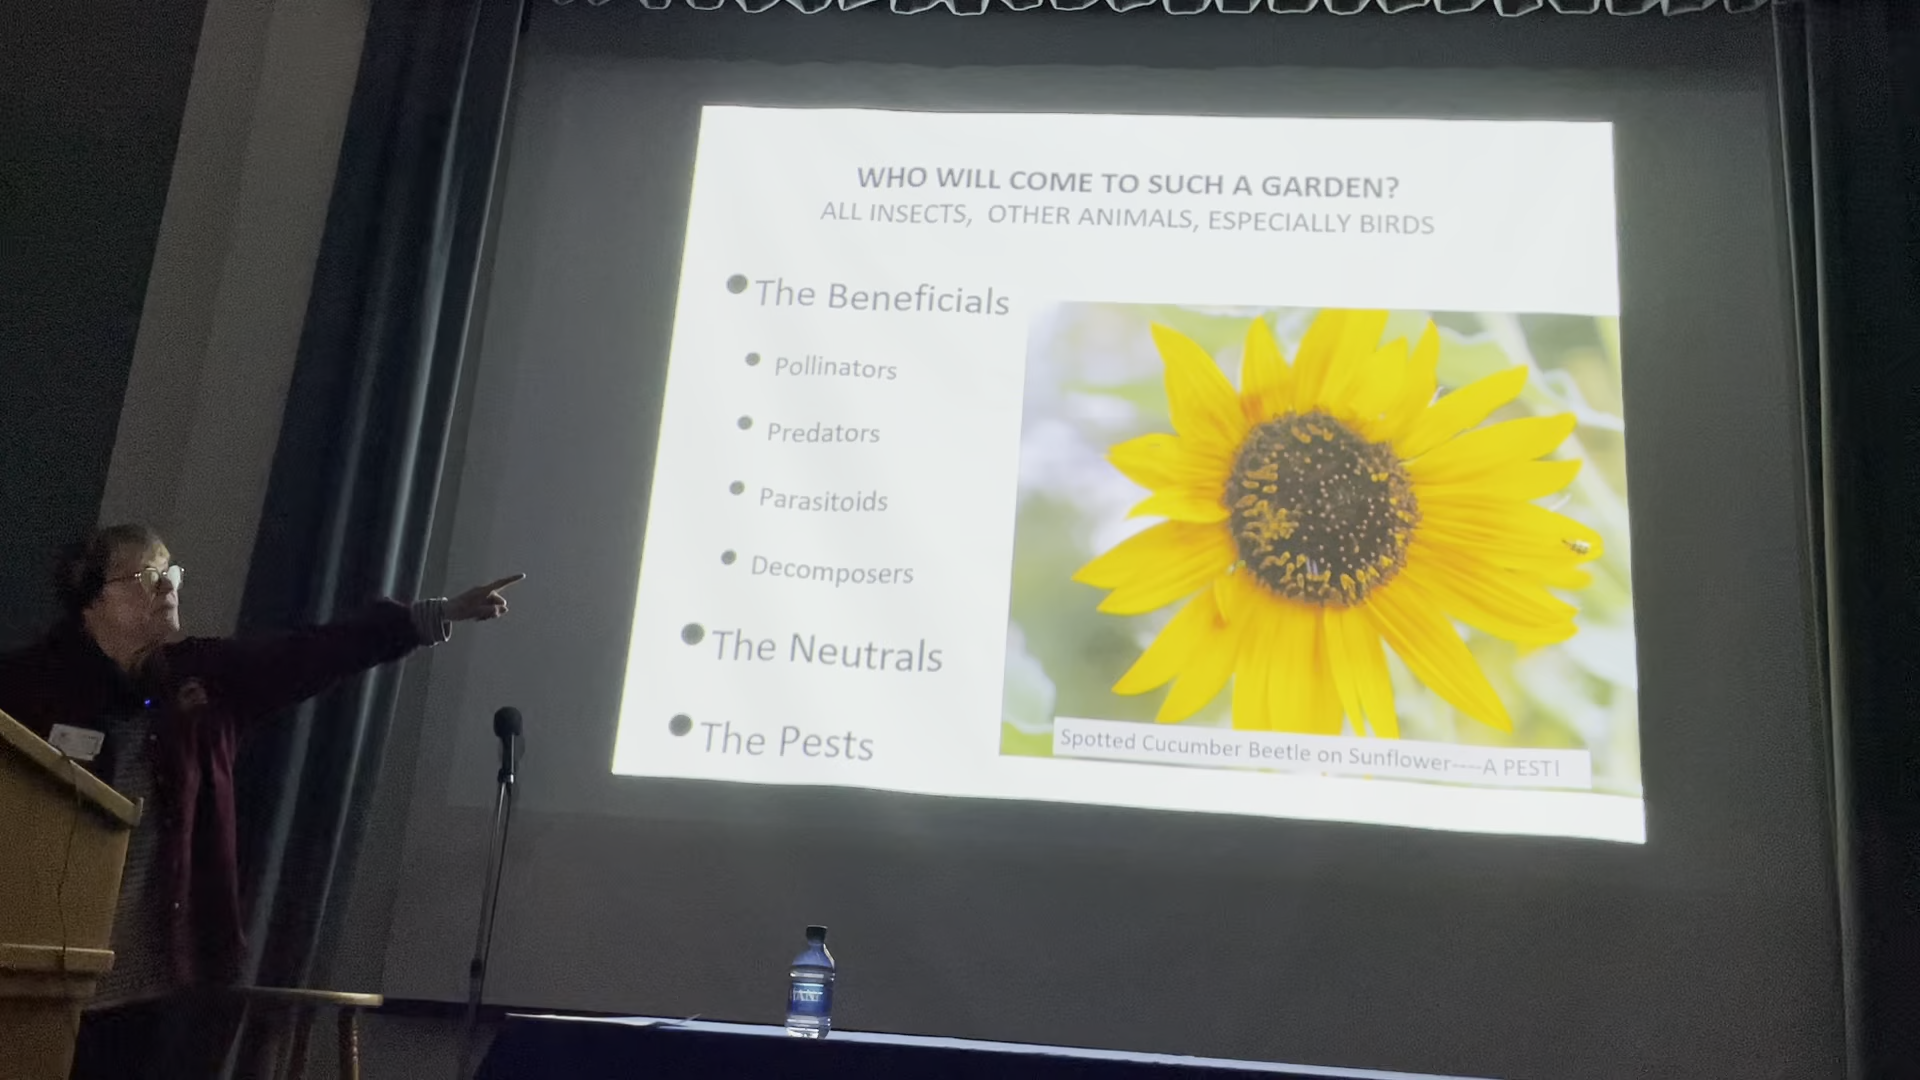 WHO WILL COME TO SUCH A GARDEN?
ALL INSECTS, OTHER ANIMALS, ESPECIALLY BIRDS
The Beneficials
Pollinators
Predators
Parasitoids
Decomposers
The Neutrals
The Pests
Spotted Cucumber Beetle on Sunflower----A PEST!